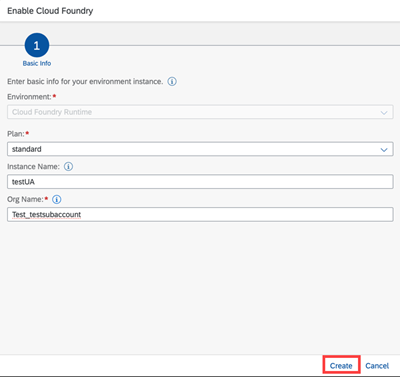 Enable Cloud Foundry
1
Basic Info
Enter basic info for your environment instance.
Environment:*
Cloud Foundry Runtime
Plan:*
standard
Instance Name:
testUA
Org Name:*
Test_testsubaccount
Create Cancel